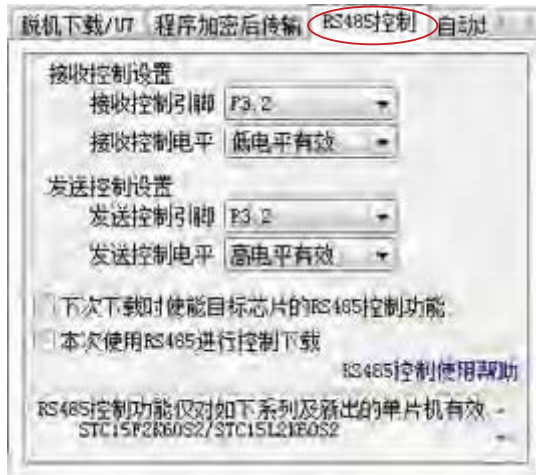 脱机下载/U7 程序加密后传输 RS485控制 自动
接收控制设置
接收控制引脚 P3.2
接收控制电平 低电平有效
发送控制设置
发送控制引脚 P3.2
发送控制电平 高电平有效
下次下载时使能目标芯片的RS485控制功能
本次使用RS485进行控制下载
RS485控制使用帮助
RS485控制功能仅对如下系列及新出的单片机有效
STC15F2K60S2/STC15L2K60S2